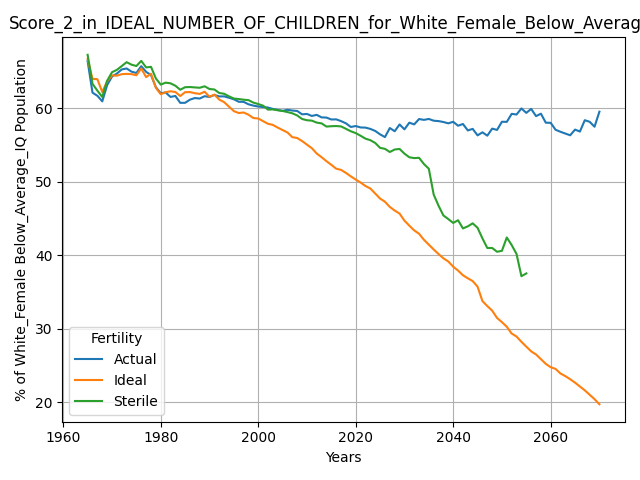 Score_2_in_IDEAL_NUMBER_OF_CHILDREN_for_White_Female_Below_Averag
% of White_Female Below_Average_IQ Population
60
50
40
30
20
Fertility
Actual
Ideal
Sterile
1960
1980
2000
2020
2040
2060
Years